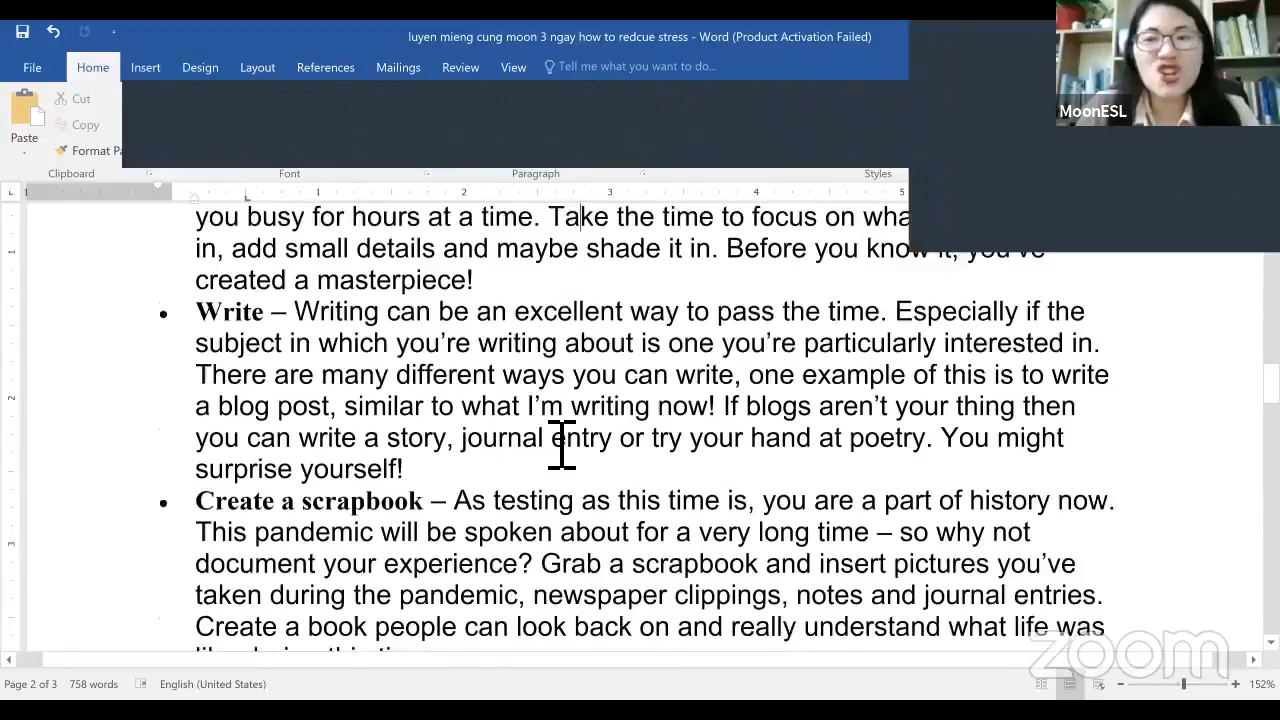 luyen mieng cung moon 3 ngay how to redcue stress - Word (Product Activation Failed)
File Home Insert Design Layout References Mailings Review View Tell me what you want to do...
Cut
Copy
Paste
Format
Clipboard Font Paragraph Styles
MoonESL
1 1 2 3 4 5
you busy for hours at a time. Take the time to focus on
in, add small details and maybe shade it in. Before you know it, you've
created a masterpiece!
• Write – Writing can be an excellent way to pass the time. Especially if the
subject in which you’re writing about is one you’re particularly interested in.
There are many different ways you can write, one example of this is to write
a blog post, similar to what I’m writing now! If blogs aren’t your thing then
you can write a story, journal entry or try your hand at poetry. You might
surprise yourself!
• Create a scrapbook – As testing as this time is, you are a part of history now.
This pandemic will be spoken about for a very long time – so why not
document your experience? Grab a scrapbook and insert pictures you’ve
taken during the pandemic, newspaper clippings, notes and journal entries.
Create a book people can look back on and really understand what life was
zoom
Page 2 of 3 758 words English (United States) 152%